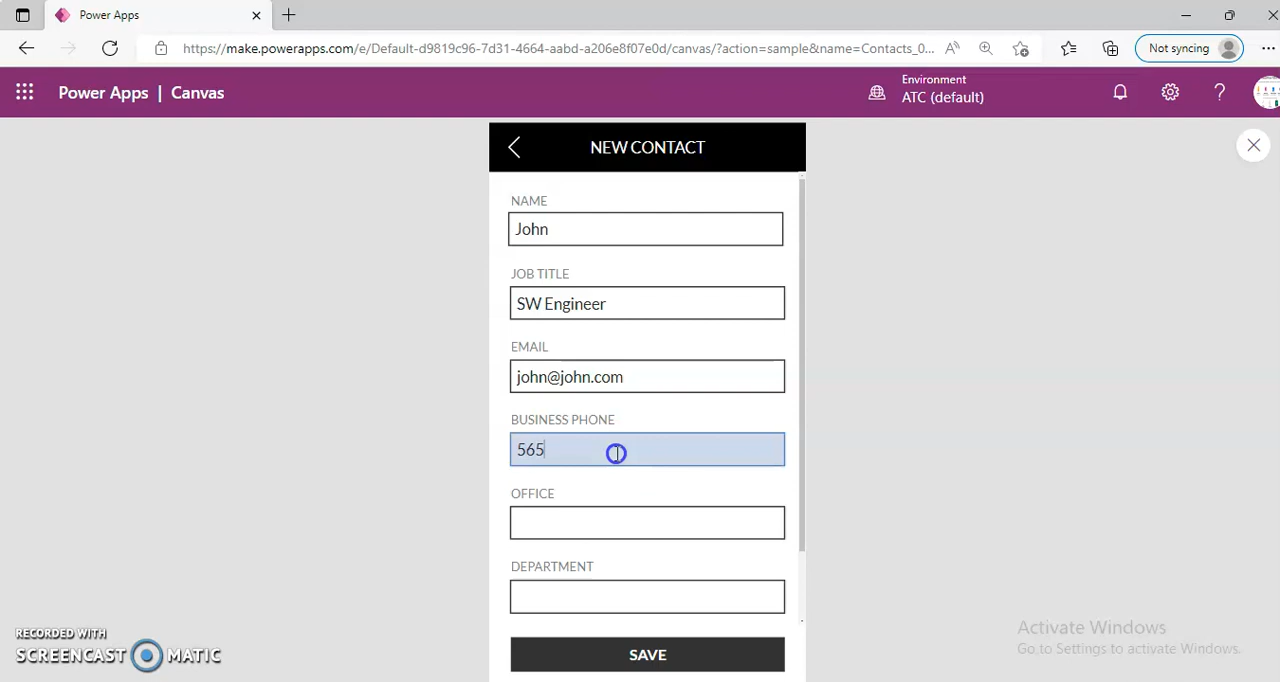 Power Apps
https://make.powerapps.com/e/Default-d9819c96-7d31-4664-aabd-a206e8f07e0d/canvas/?action=sample&name=Contacts_0...
Not syncing
Power Apps | Canvas
Environment
ATC (default)
NEW CONTACT
NAME
John
JOB TITLE
SW Engineer
EMAIL
john@john.com
BUSINESS PHONE
565
OFFICE
DEPARTMENT
SAVE
RECORDED WITH
SCREENCAST MATIC
Activate Windows
Go to Settings to activate Windows.